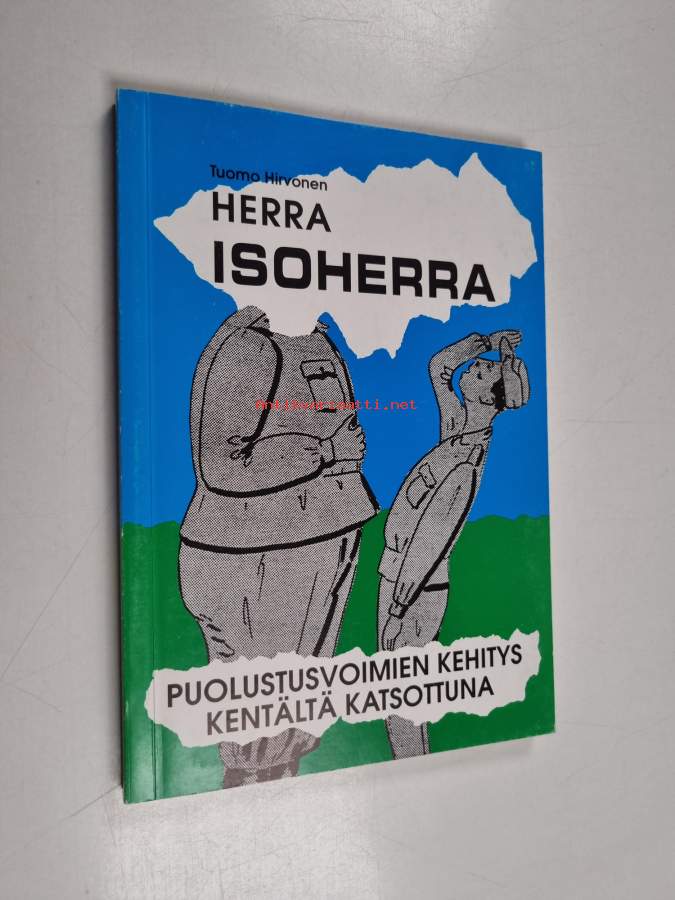 Tuomo Hirvonen
HERRA
ISOHERRA
Antikvariaatti.net
PUOLUSTUSVOIMIEN KEHITYS
KENTÄLTÄ KATSOTTUNA